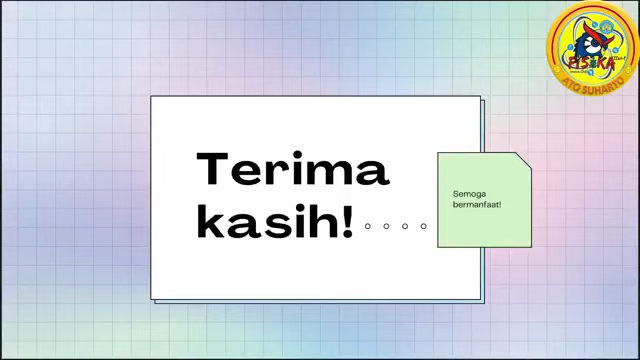 Terima
kasih!
Semoga
bermanfaat!
FISIKA
ATO SUHARTO